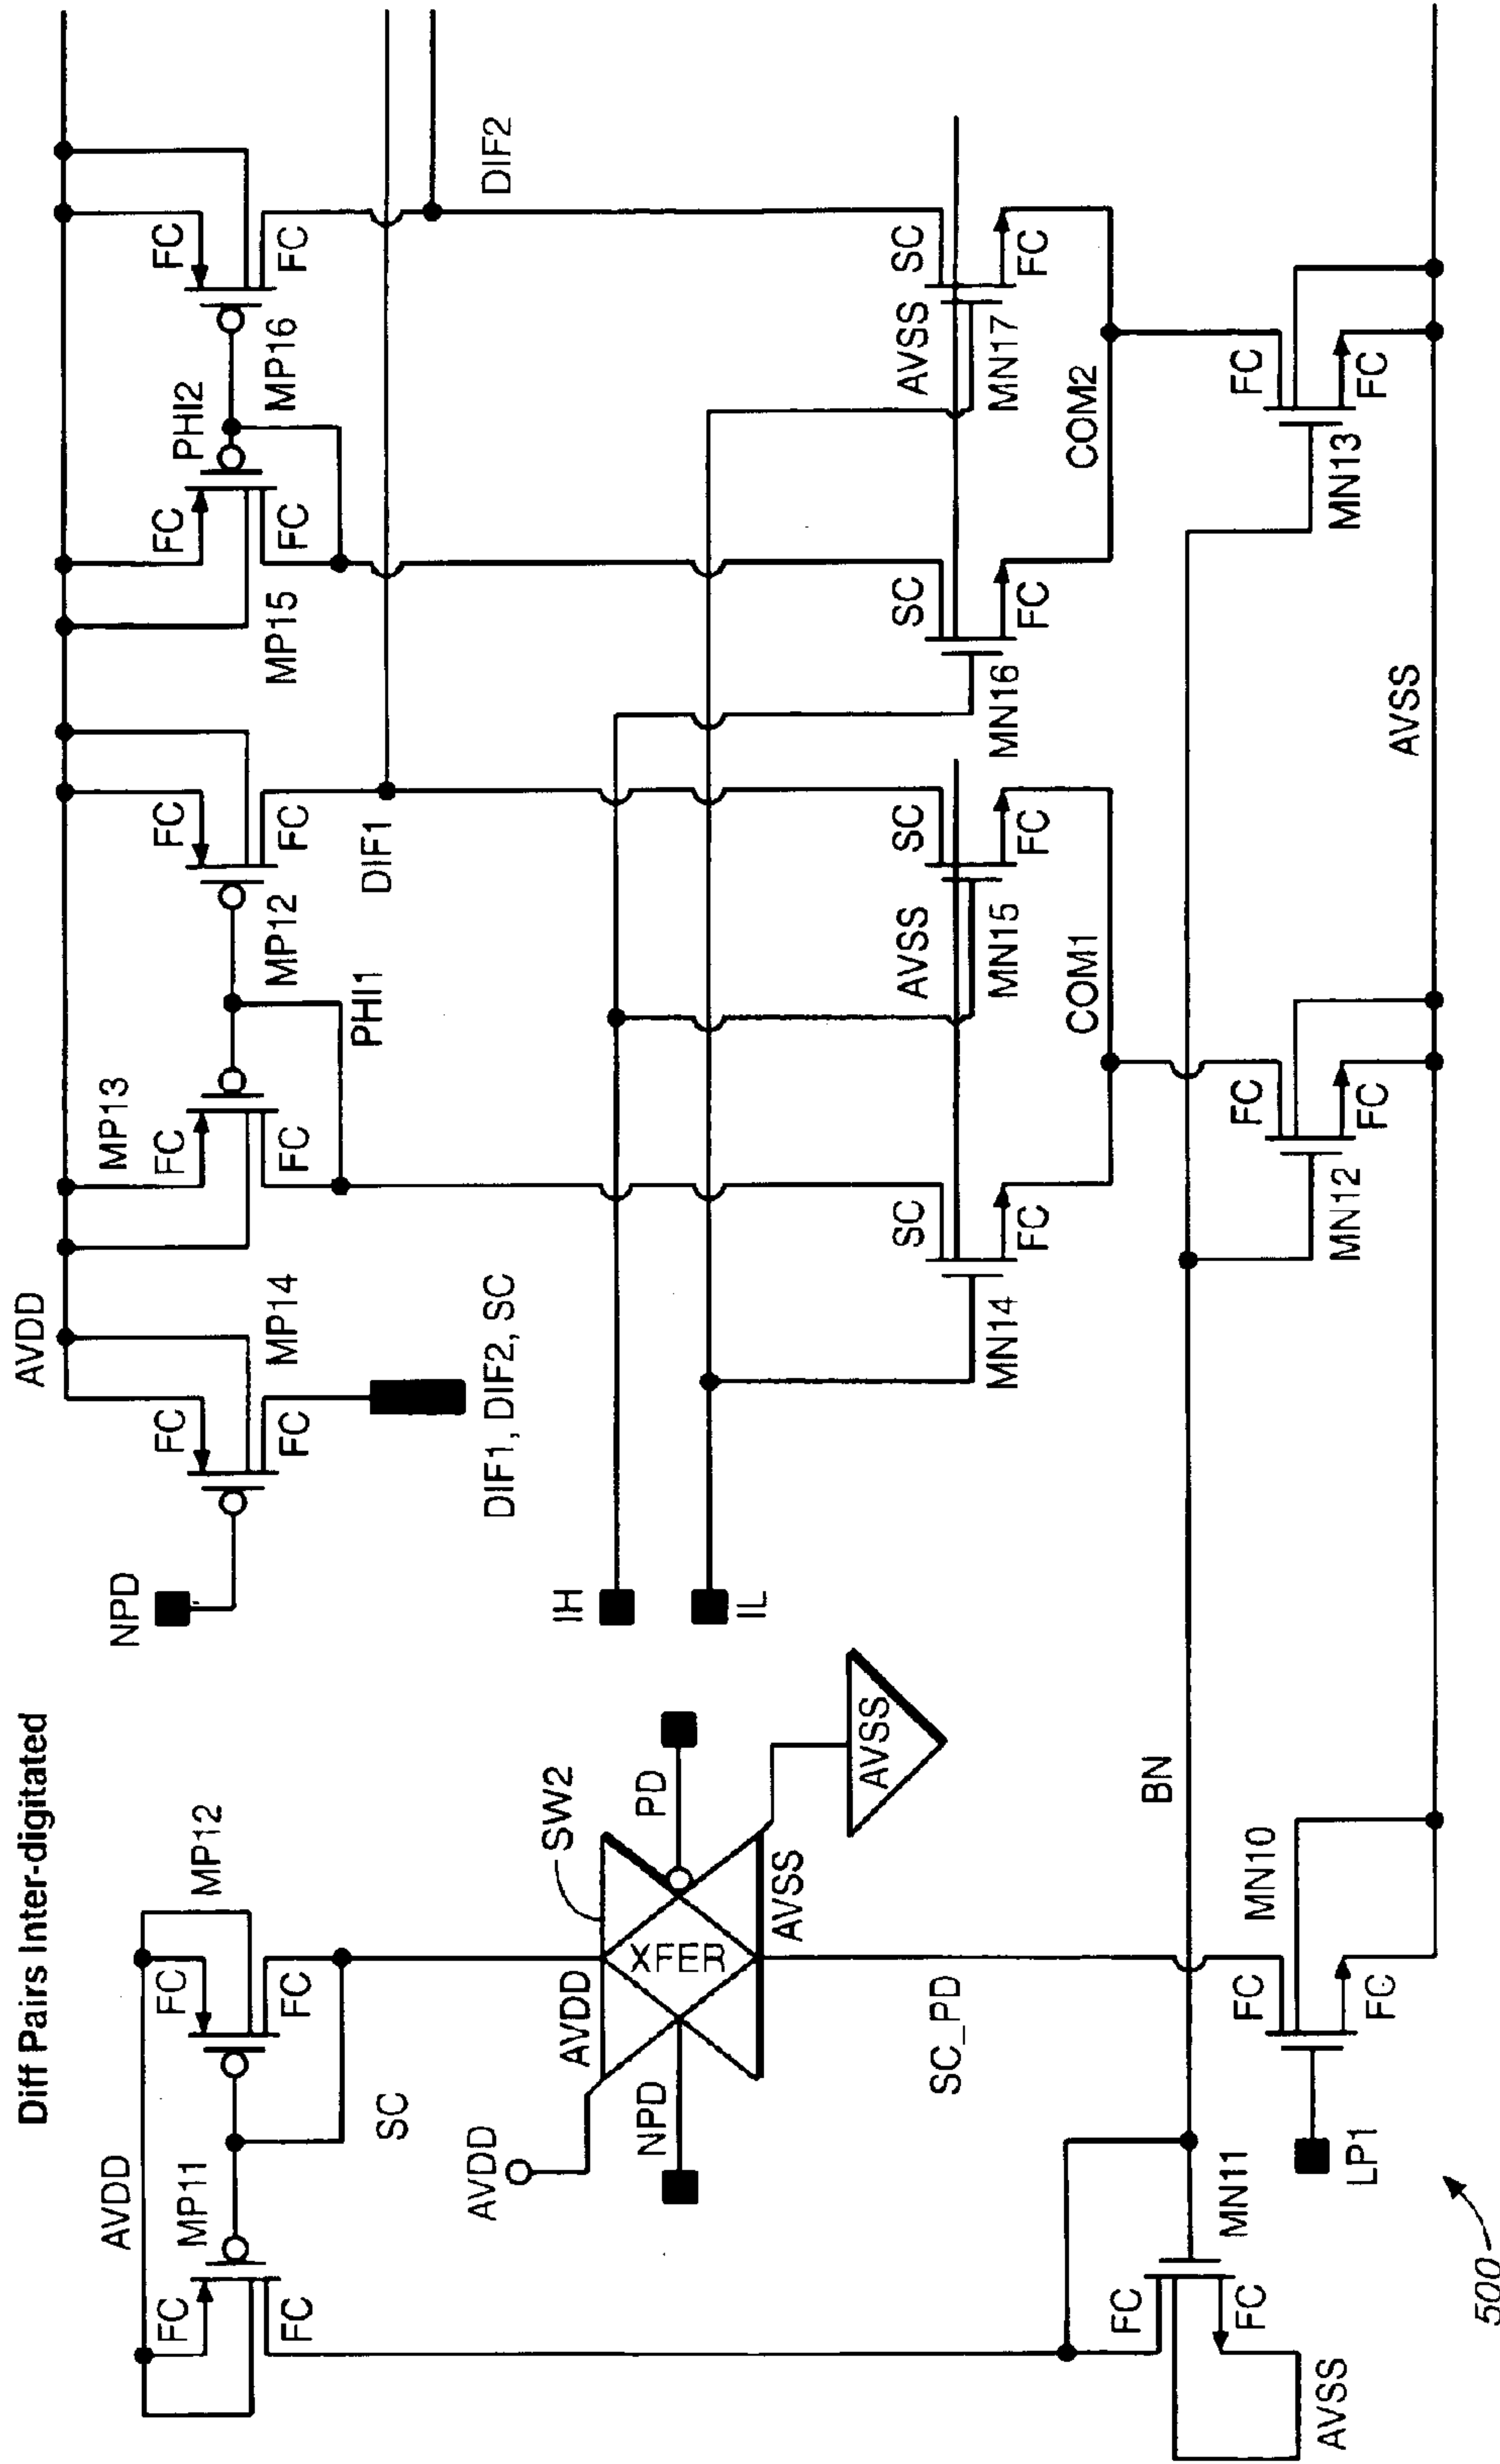 Diff Pairs Inter-digitated
AVDD
MP11
MP12
FC
FC
FC
FC
SC
AVDD
NPD
AVDD
XFER
SW2
PD
AVSS
AVSS
SC_PD
BN
FC
FC
MN11
AVSS
LP1
FC
FC
MN10
500
NPD
AVDD
FC
FC
MP14
DIF1, DIF2, SC
MP13
FC
FC
PHI1
MP12
FC
FC
DIF1
MP15
FC
FC
PHI2
MP16
FC
FC
DIF2
IH
IL
SC
FC
MN14
AVSS
SC
FC
MN15
COM1
SC
FC
MN16
AVSS
SC
FC
MN17
COM2
FC
FC
MN12
FC
FC
MN13
AVSS